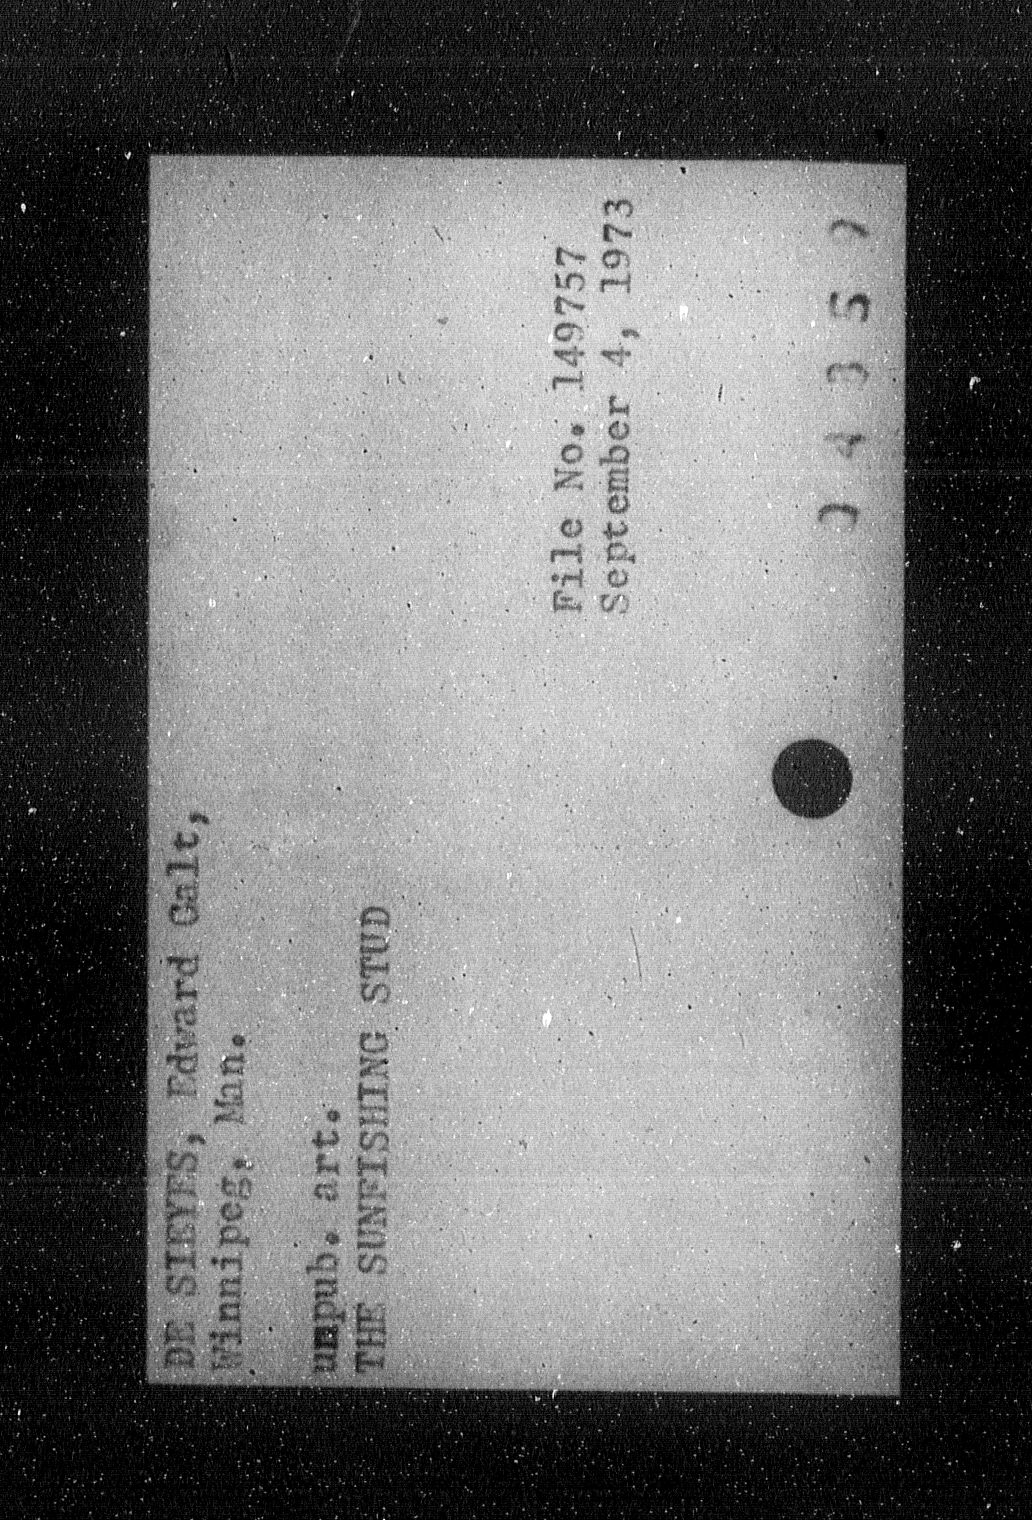 DE SIEYES, Edward Galt,
Winnipeg, Man.
unpub. art.
THE SUNFISHING STUD
File No. 149757
September 4, 1973